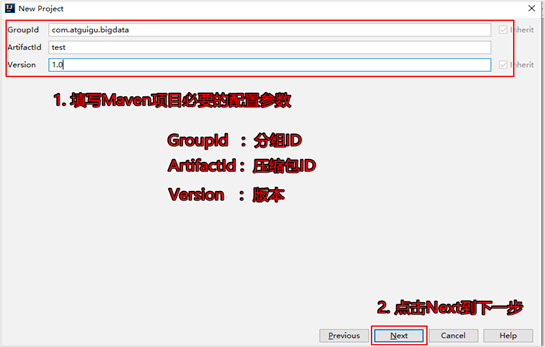 New Project
GroupId com.atguigu.bigdata Inherit
ArtifactId test
Version 1.0 Inherit
1. 填写Maven项目必要的配置参数
GroupId : 分组ID
ArtifactId : 压缩包ID
Version : 版本
2. 点击Next到下一步
Previous Next Cancel Help